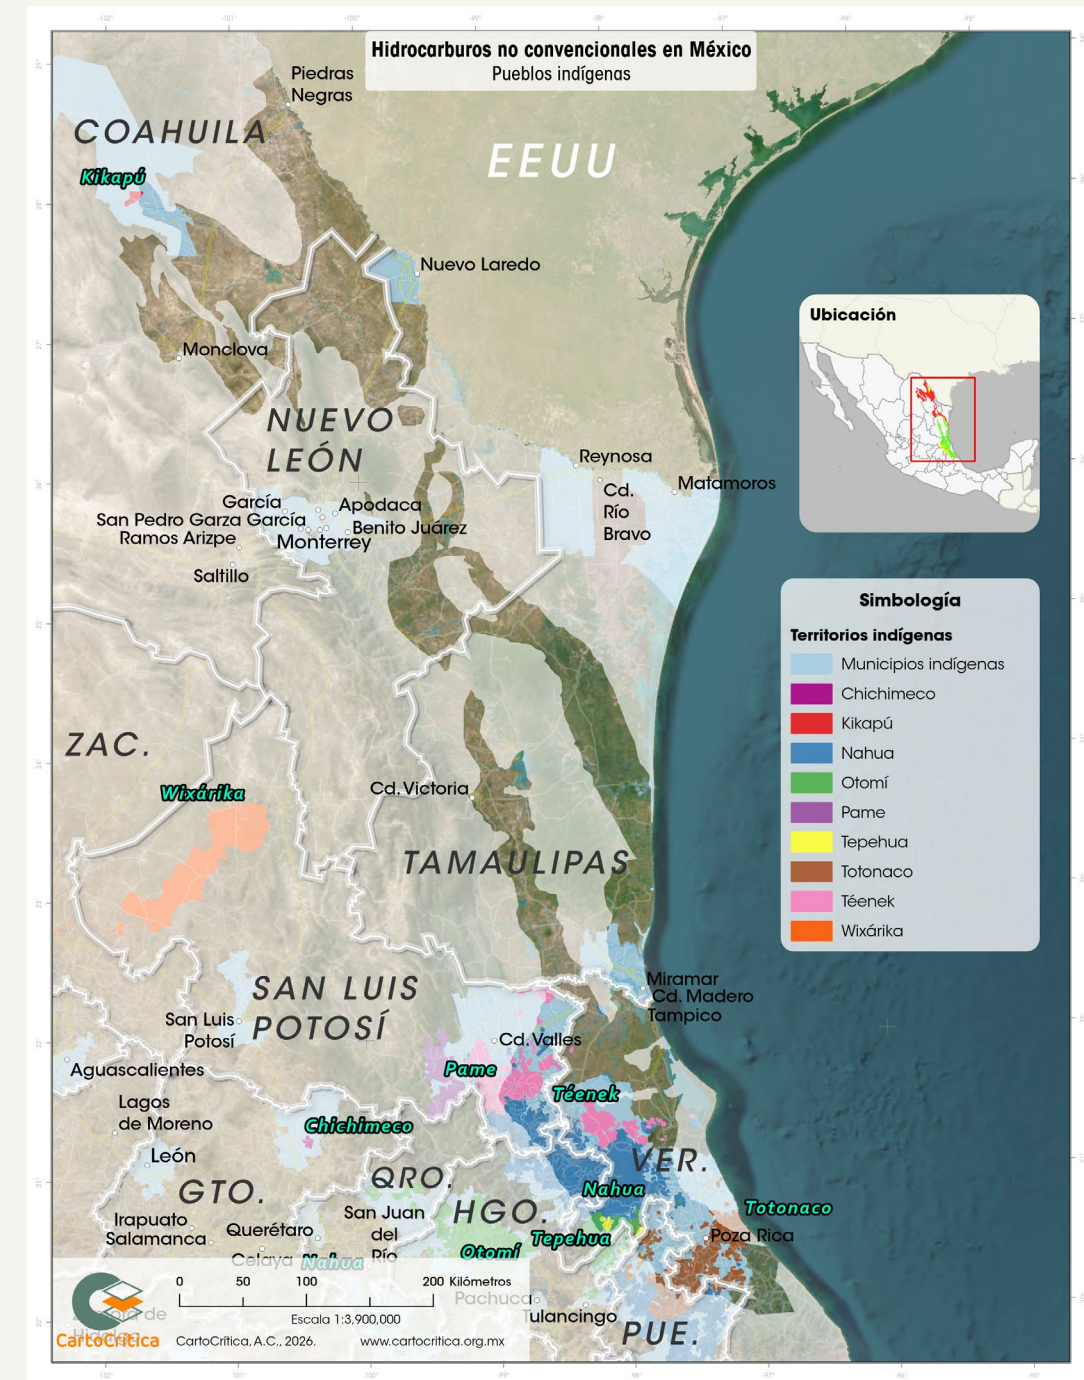 Hidrocarburos no convencionales en México
Pueblos indígenas
Piedras
Negras
COAHUILA
EEUU
Kikapú
Nuevo Laredo
Ubicación
Monclova
NUEVO
LEÓN
Reynosa
Matamoros
Cd.
Río
Bravo
García
Apodaca
San Pedro Garza García
Benito Juárez
Ramos Arizpe
Monterrey
Saltillo
Simbología
Territorios indígenas
Municipios indígenas
Chichimeco
Kikapú
Nahua
Otomí
Pame
Tepehua
Totonaco
Téenek
Wixárika
ZAC.
Wixárika
Cd. Victoria
TAMAULIPAS
SAN LUIS
POTOSÍ
Miramar
Cd. Madero
Tampico
San Luis
Potosí
Cd. Valles
Aguascalientes
Pame
Téenek
Lagos
de Moreno
Chichimeco
León
GTO.
QRO.
VER.
Nahua
HGO.
Totonaco
San Juan
del
Río
Irapuato
Salamanca
Querétaro
Tepehua
Poza Rica
Otomí
Celaya
Nahua
Pachuca
Tulancingo
PUE.
0 50 100 200 Kilómetros
Escala 1:3,900,000
CartoCrítica
CartoCrítica, A.C., 2026.
www.cartocritica.org.mx